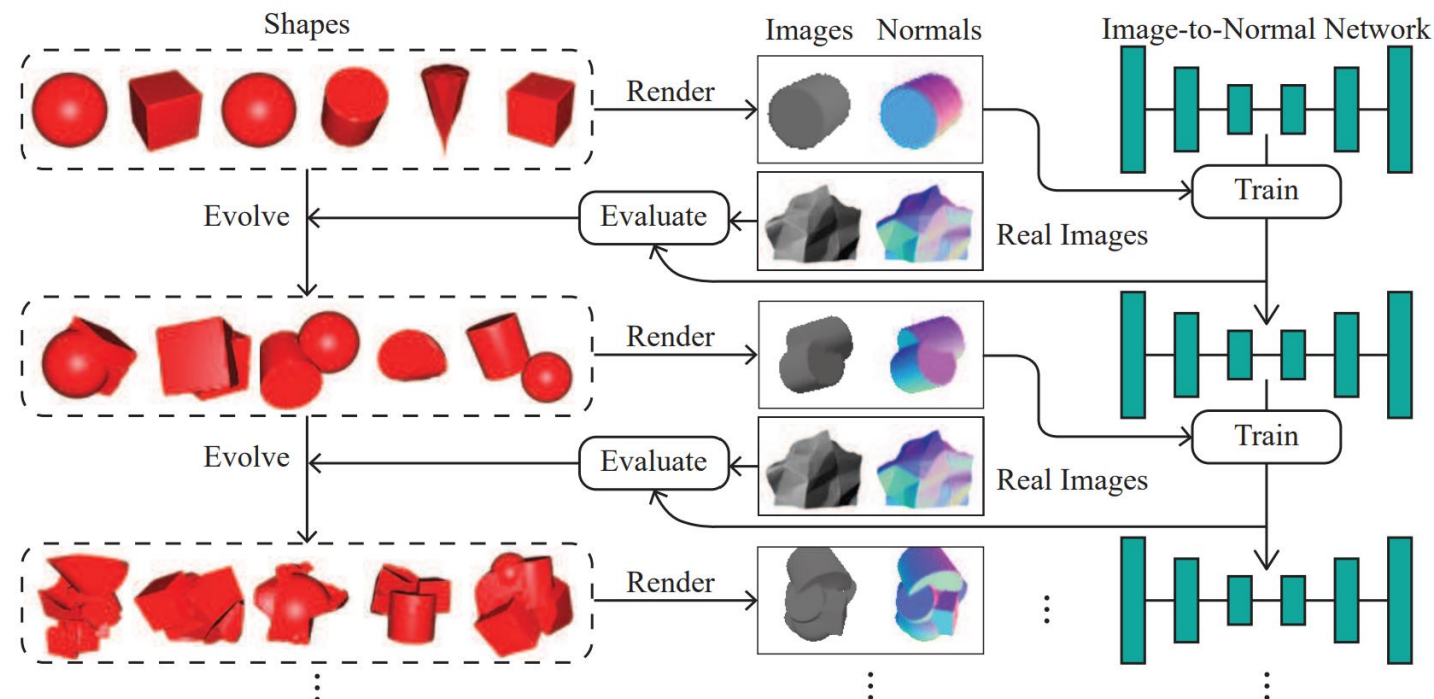 Shapes
Images Normals
Image-to-Normal Network
Render
Train
Evolve
Evaluate
Real Images
Render
Train
Evolve
Evaluate
Real Images
Render